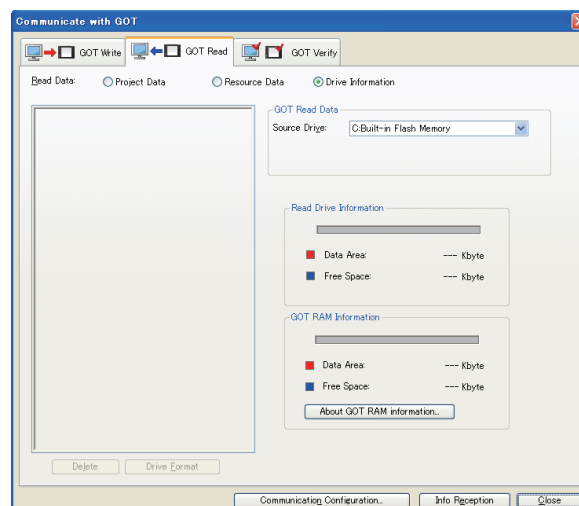 Communicate with GOT
GOT Write GOT Read GOT Verify
Read Data: Project Data Resource Data Drive Information
GOT Read Data
Source Drive: C:Built-in Flash Memory
Read Drive Information
Data Area: --- Kbyte
Free Space: --- Kbyte
GOT RAM Information
Data Area: --- Kbyte
Free Space: --- Kbyte
About GOT RAM information...
Delete Drive Format
Communication Configuration... Info Reception Close